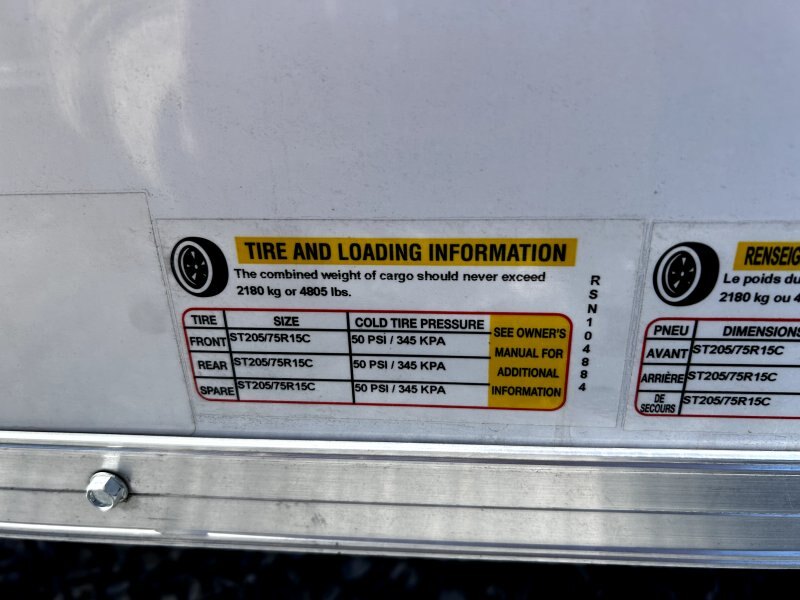 TIRE AND LOADING INFORMATION
The combined weight of cargo should never exceed
2180 kg or 4805 lbs.
TIRE SIZE COLD TIRE PRESSURE
FRONT ST205/75R15C 50 PSI / 345 KPA
REAR ST205/75R15C 50 PSI / 345 KPA
SPARE ST205/75R15C 50 PSI / 345 KPA
SEE OWNER'S
MANUAL FOR
ADDITIONAL
INFORMATION
RSN104884
RENSEIG
Le poids du
2180 kg ou 4
PNEU DIMENSIONS
AVANT ST205/75R15C
ARRIÈRE ST205/75R15C
DE
SECOURS ST205/75R15C